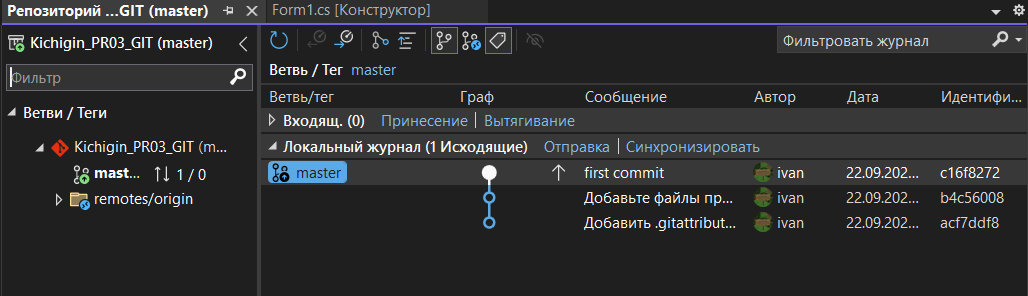 Репозиторий ...GIT (master)
Form1.cs [Конструктор]
Kichigin_PR03_GIT (master)
Фильтровать журнал
Фильтр
Ветвь / Тег master
Ветвь/тег Граф Сообщение Автор Дата Идентифи...
Ветви / Теги
Входящ. (0) Принесение | Вытягивание
Kichigin_PR03_GIT (m...
Локальный журнал (1 Исходящие) Отправка | Синхронизировать
mast... 1 / 0
master first commit ivan 22.09.202... c16f8272
remotes/origin
Добавьте файлы пр... ivan 22.09.202... b4c56008
Добавить .gitattribut... ivan 22.09.202... acf7ddf8